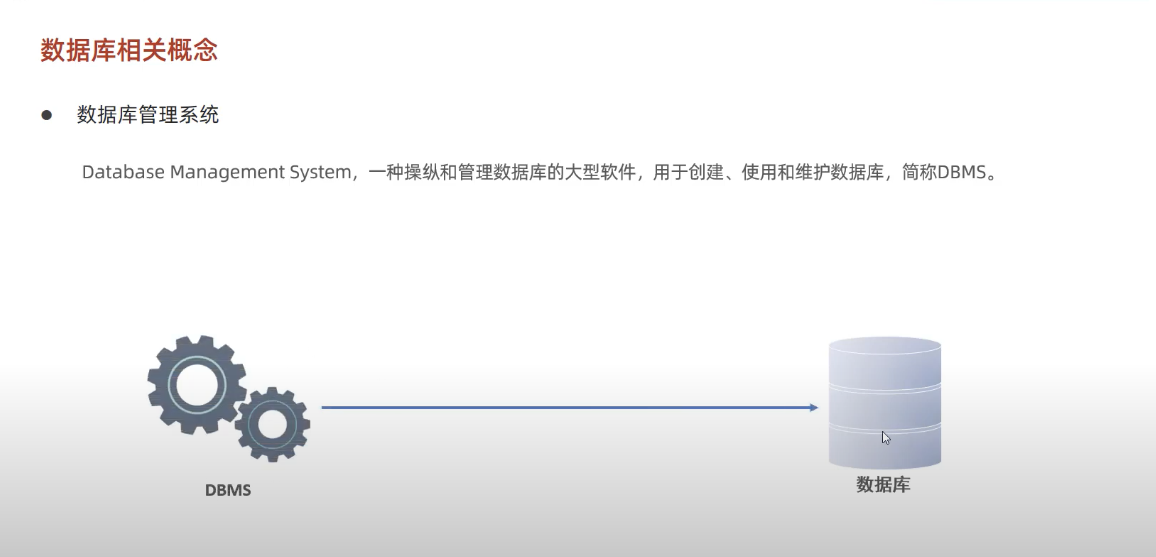 数据库相关概念
● 数据库管理系统
Database Management System，一种操纵和管理数据库的大型软件，用于创建、使用和维护数据库，简称DBMS。
DBMS
数据库